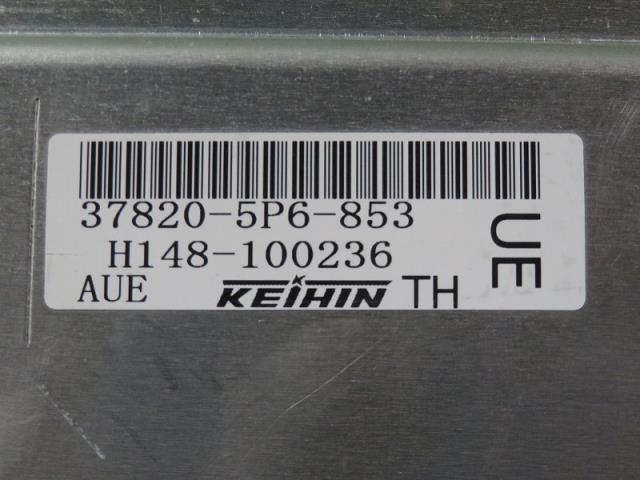 37820-5P6-853
H148-100236
AUE KEIHIN TH
UE